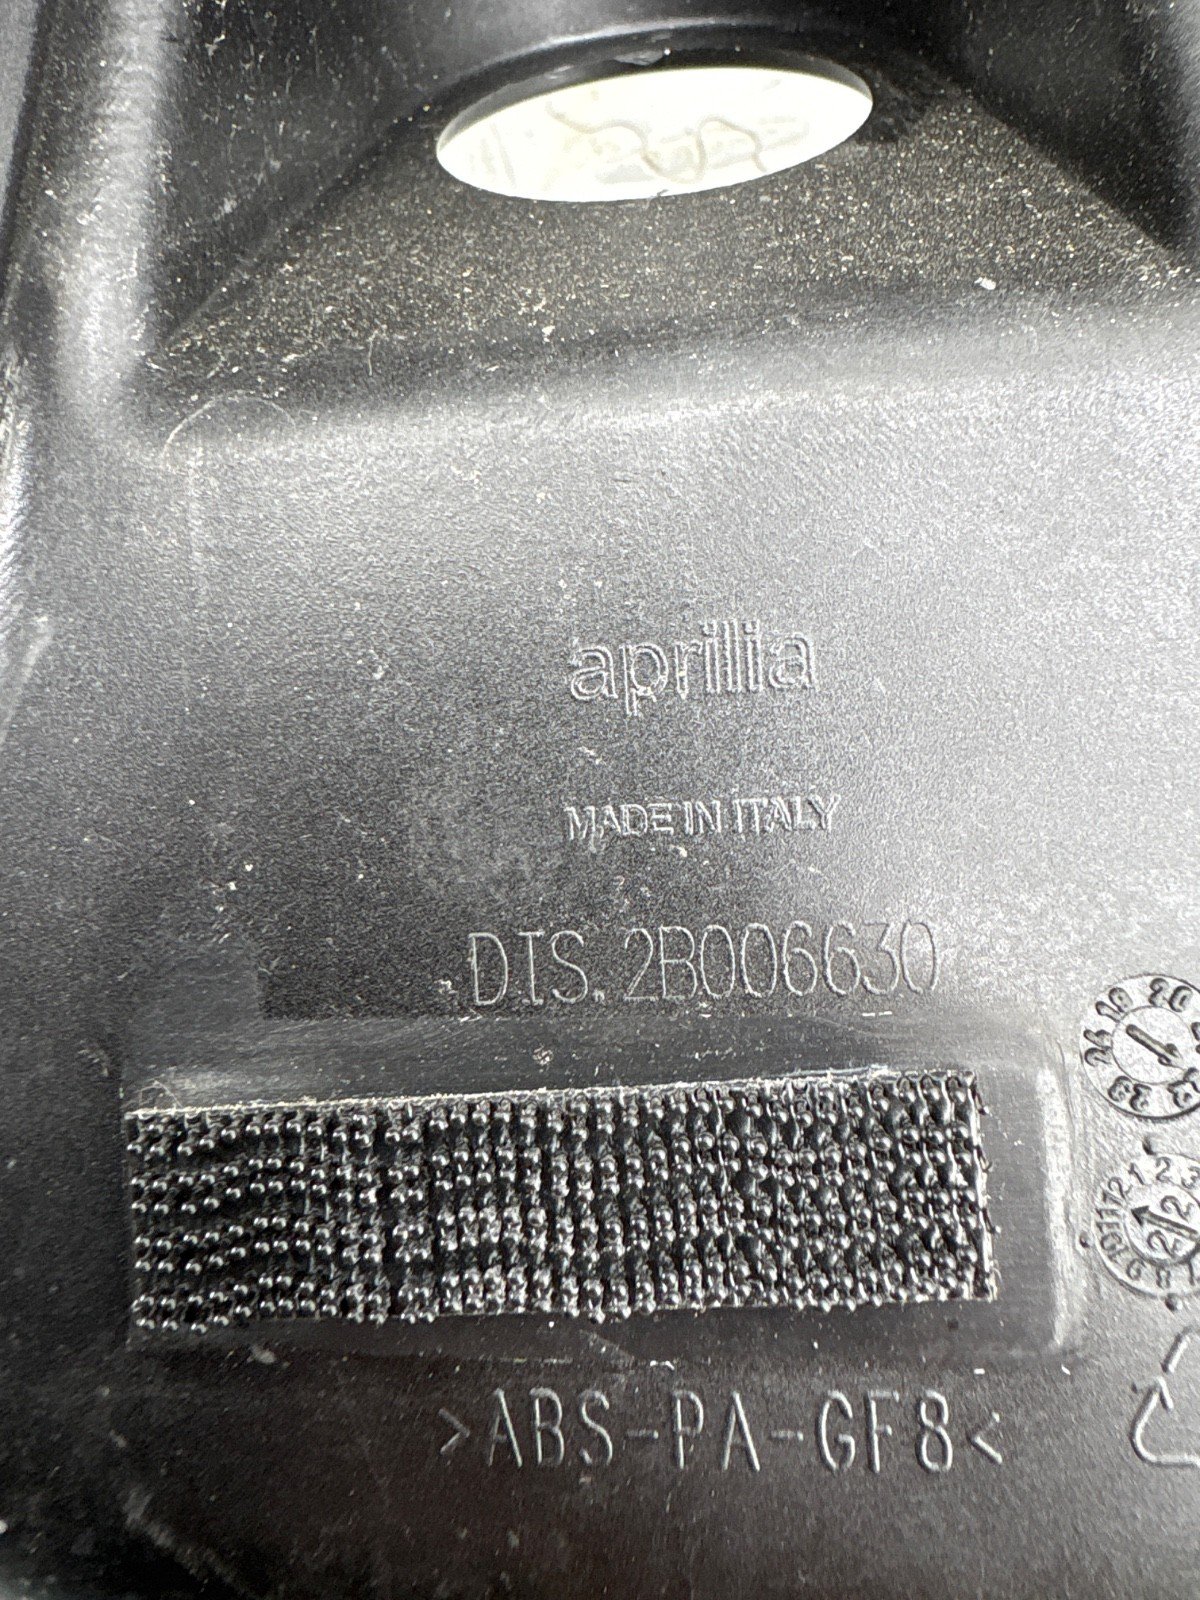 aprilia
MADE IN ITALY
DIS. 2B006630
>ABS-PA-GF8<